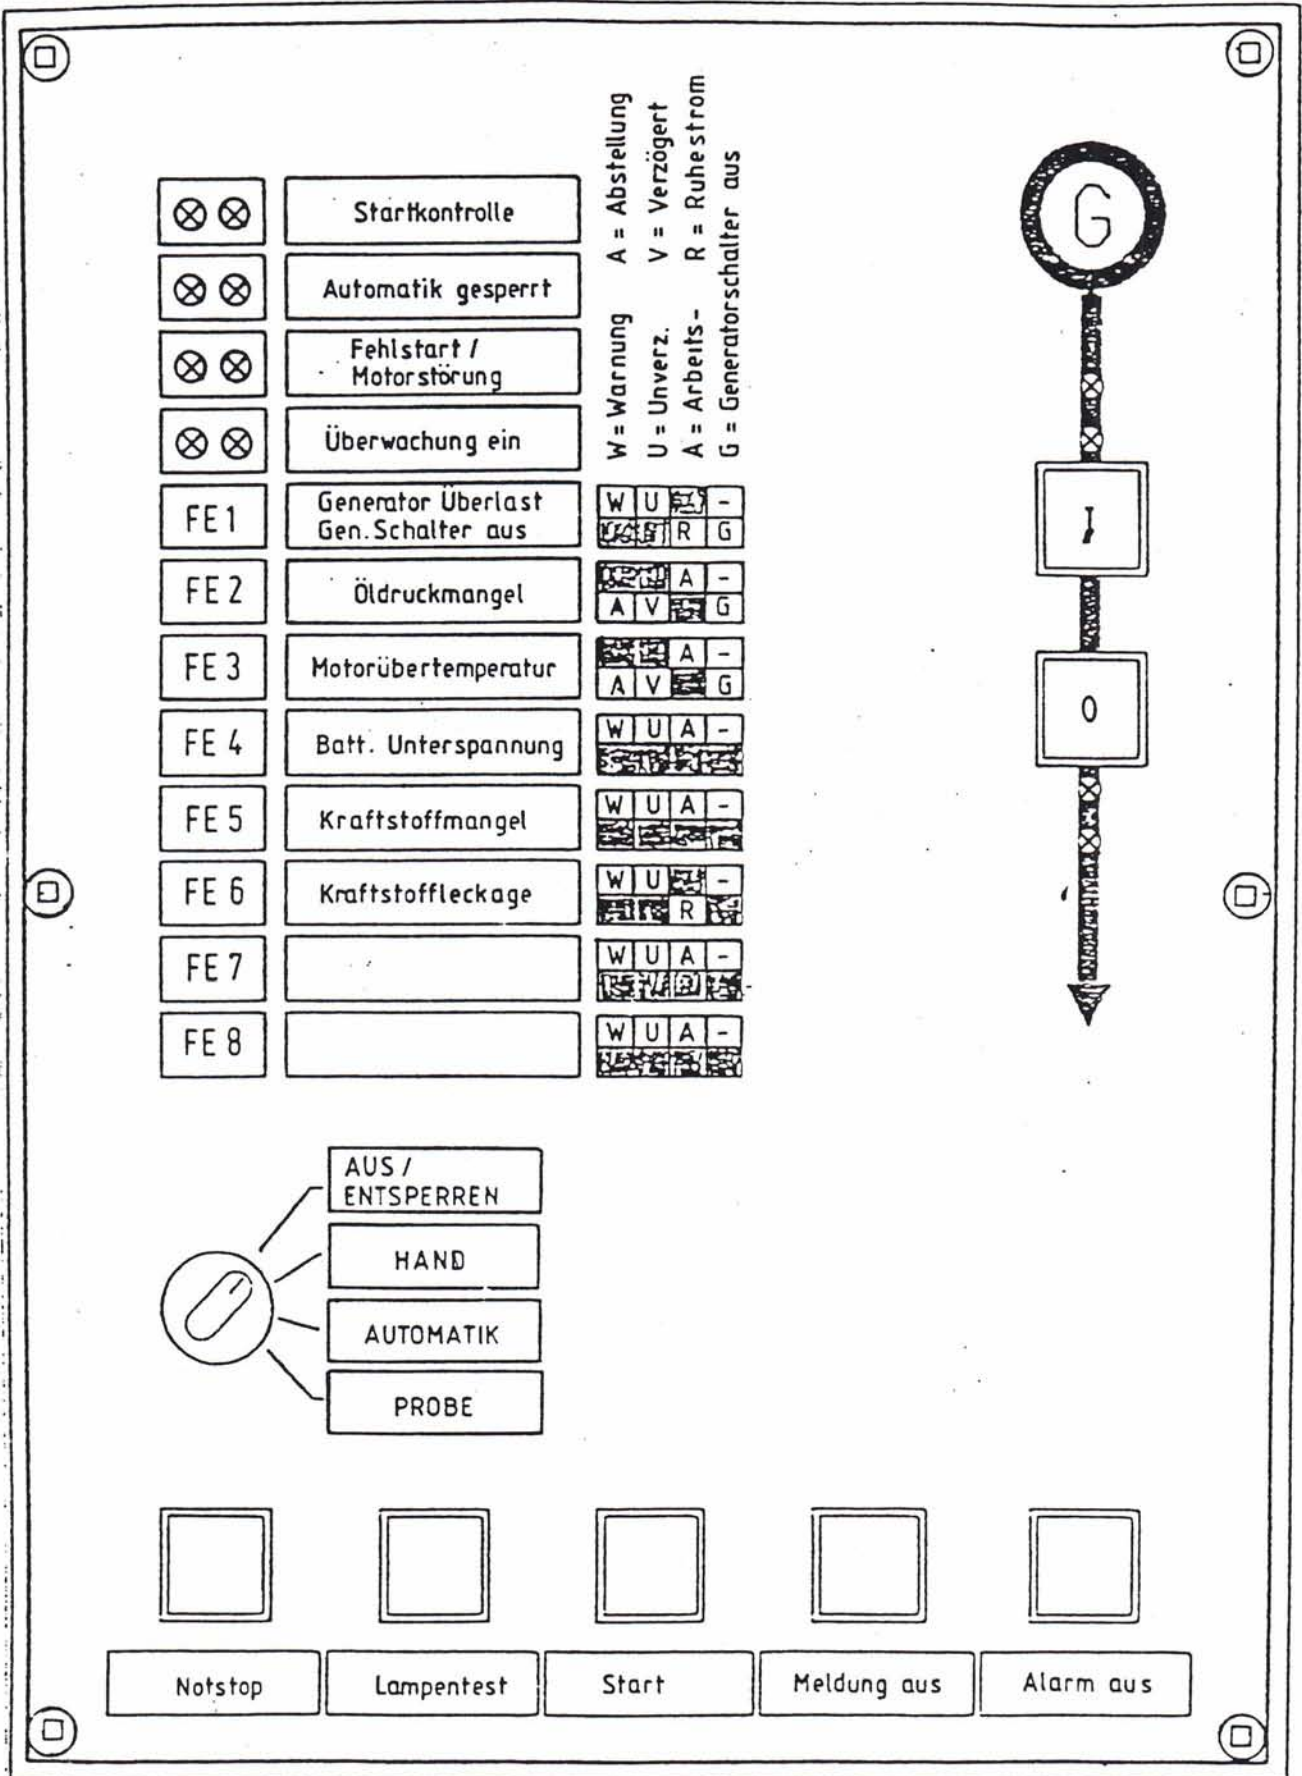 W = Warnung A = Abstellung
U = Unverz. V = Verzögert
A = Arbeits- R = Ruhestrom
G = Generatorschalter aus
G
Startkontrolle
Automatik gesperrt
Fehlstart /
Motorstörung
Überwachung ein
FE 1
Generator Überlast
Gen. Schalter aus
W U -
R G
I
FE 2
Öldruckmangel
A -
A V G
FE 3
Motorübertemperatur
A -
A V G
0
FE 4
Batt. Unterspannung
W U A -
FE 5
Kraftstoffmangel
W U A -
FE 6
Kraftstoffleckage
W U -
R
FE 7
W U A -
FE 8
W U A -
AUS /
ENTSPERREN
HAND
AUTOMATIK
PROBE
Notstop
Lampentest
Start
Meldung aus
Alarm aus